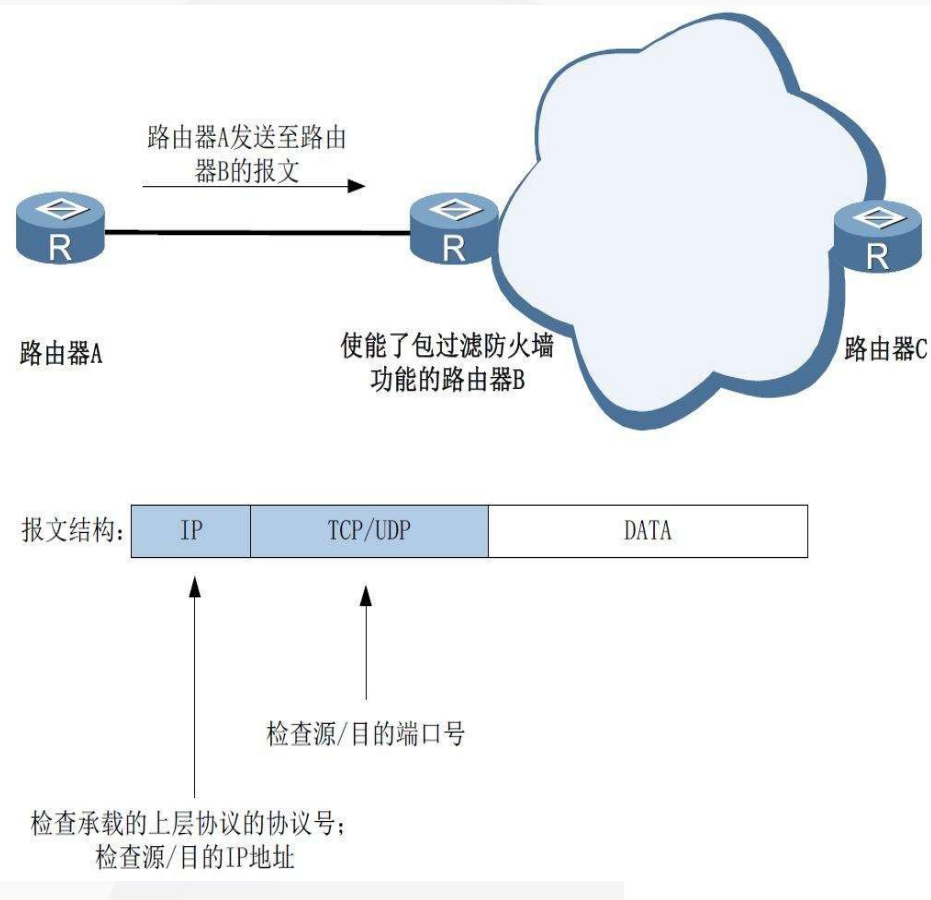 路由器A发送至路由
器B的报文
R
R
R
路由器A
使能了包过滤防火墙
功能的路由器B
路由器C
报文结构:
IP
TCP/UDP
DATA
检查源/目的端口号
检查承载的上层协议的协议号;
检查源/目的IP地址